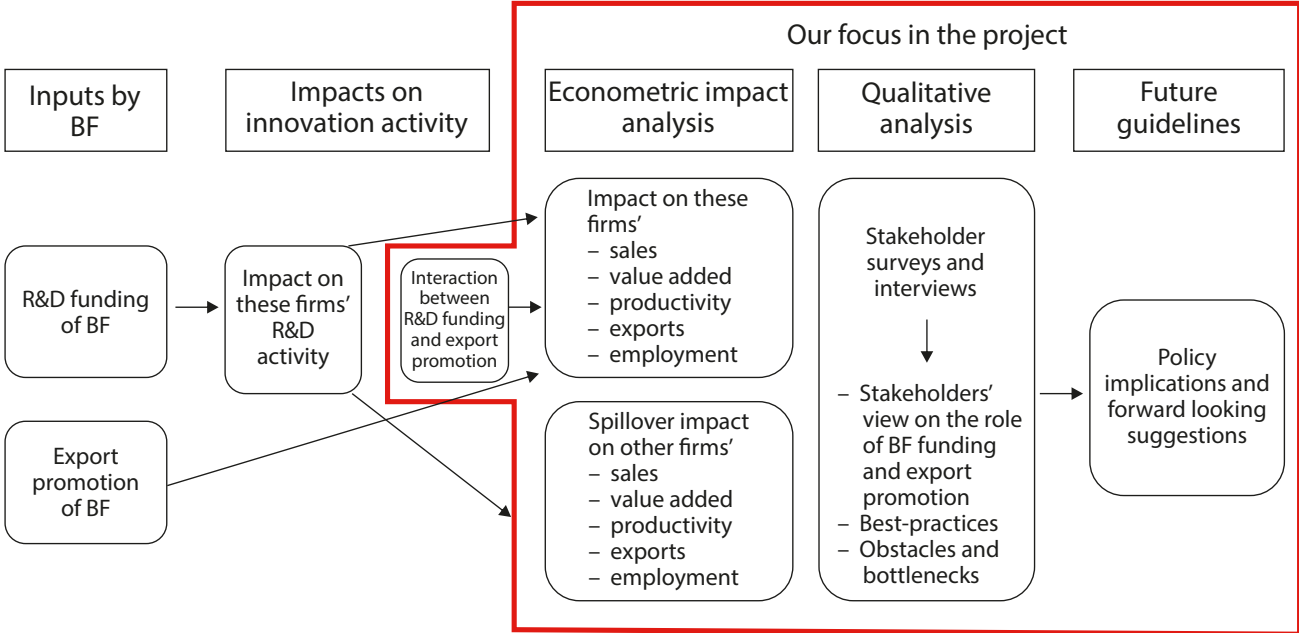 Our focus in the project
Inputs by
BF
Impacts on
innovation activity
Econometric impact
analysis
Qualitative
analysis
Future
guidelines
R&D funding
of BF
Export
promotion
of BF
Impact on
these firms’
R&D
activity
Interaction
between
R&D funding
and export
promotion
Impact on these
firms’
– sales
– value added
– productivity
– exports
– employment
Spillover impact
on other firms’
– sales
– value added
– productivity
– exports
– employment
Stakeholder
surveys and
interviews
– Stakeholders’
view on the role
of BF funding
and export
promotion
– Best-practices
– Obstacles and
bottlenecks
Policy
implications and
forward looking
suggestions